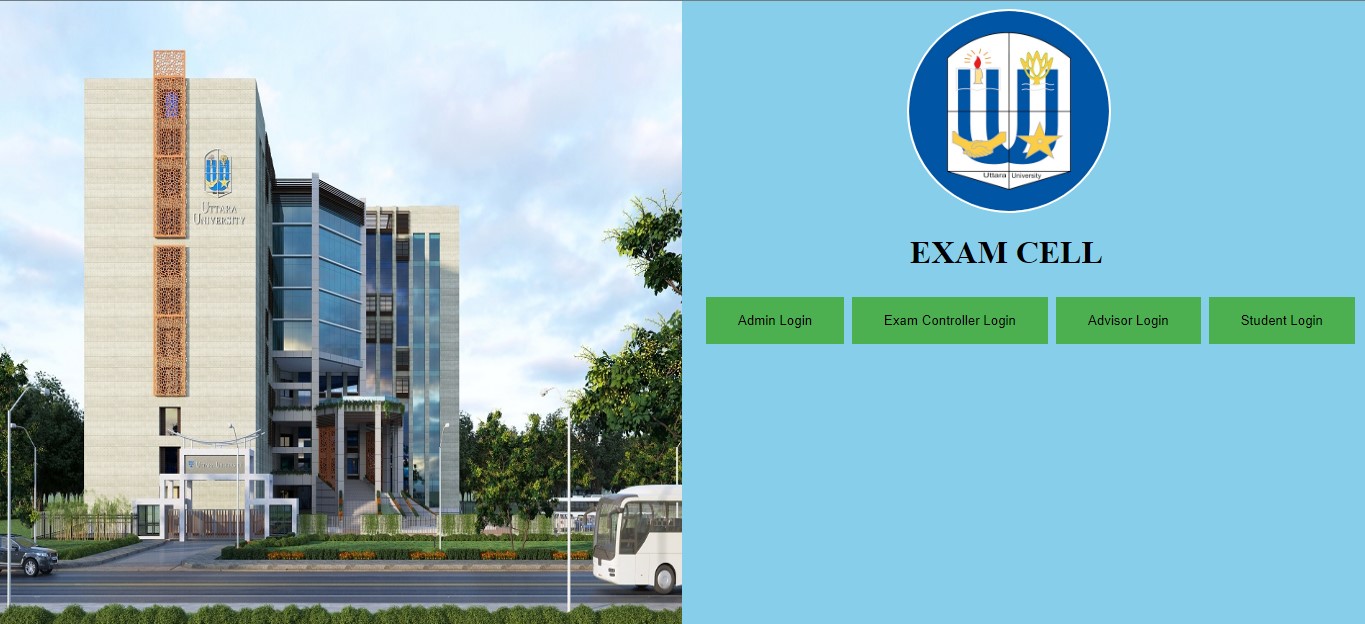 UTTARA
UNIVERSITY
Uttara University
EXAM CELL
Admin Login
Exam Controller Login
Advisor Login
Student Login